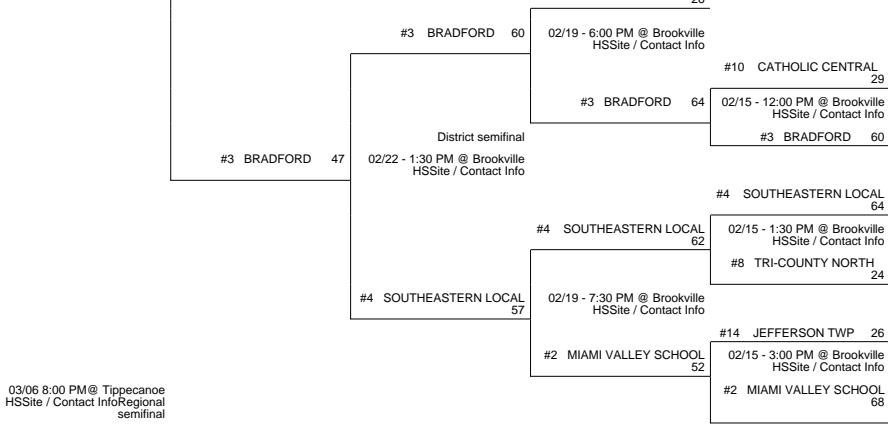 #3 BRADFORD 60
02/19 - 6:00 PM @ Brookville
HSSite / Contact Info
#10 CATHOLIC CENTRAL
29
#3 BRADFORD 64
02/15 - 12:00 PM @ Brookville
HSSite / Contact Info
#3 BRADFORD 60
District semifinal
#3 BRADFORD 47
02/22 - 1:30 PM @ Brookville
HSSite / Contact Info
#4 SOUTHEASTERN LOCAL
64
#4 SOUTHEASTERN LOCAL
62
02/15 - 1:30 PM @ Brookville
HSSite / Contact Info
#8 TRI-COUNTY NORTH
24
#4 SOUTHEASTERN LOCAL
57
02/19 - 7:30 PM @ Brookville
HSSite / Contact Info
#14 JEFFERSON TWP 26
#2 MIAMI VALLEY SCHOOL
52
02/15 - 3:00 PM @ Brookville
HSSite / Contact Info
#2 MIAMI VALLEY SCHOOL
68
03/06 8:00 PM@ Tippecanoe
HSSite / Contact InfoRegional
semifinal